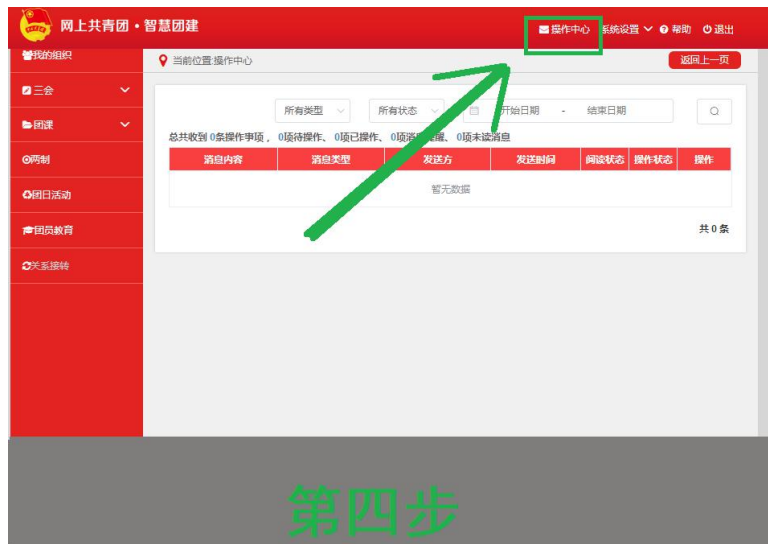 网上共青团·智慧团建
操作中心 系统设置 帮助 退出
我的组织
当前位置:操作中心
返回上一页
三会
所有类型 所有状态 开始日期 - 结束日期
团课
总共收到 0条操作事项， 0项待操作、 0项已操作、 0项消息提醒、 0项未读消息
两制
消息内容 消息类型 发送方 发送时间 阅读状态 操作状态 操作
团日活动
暂无数据
团员教育
共 0 条
关系接转
第四步